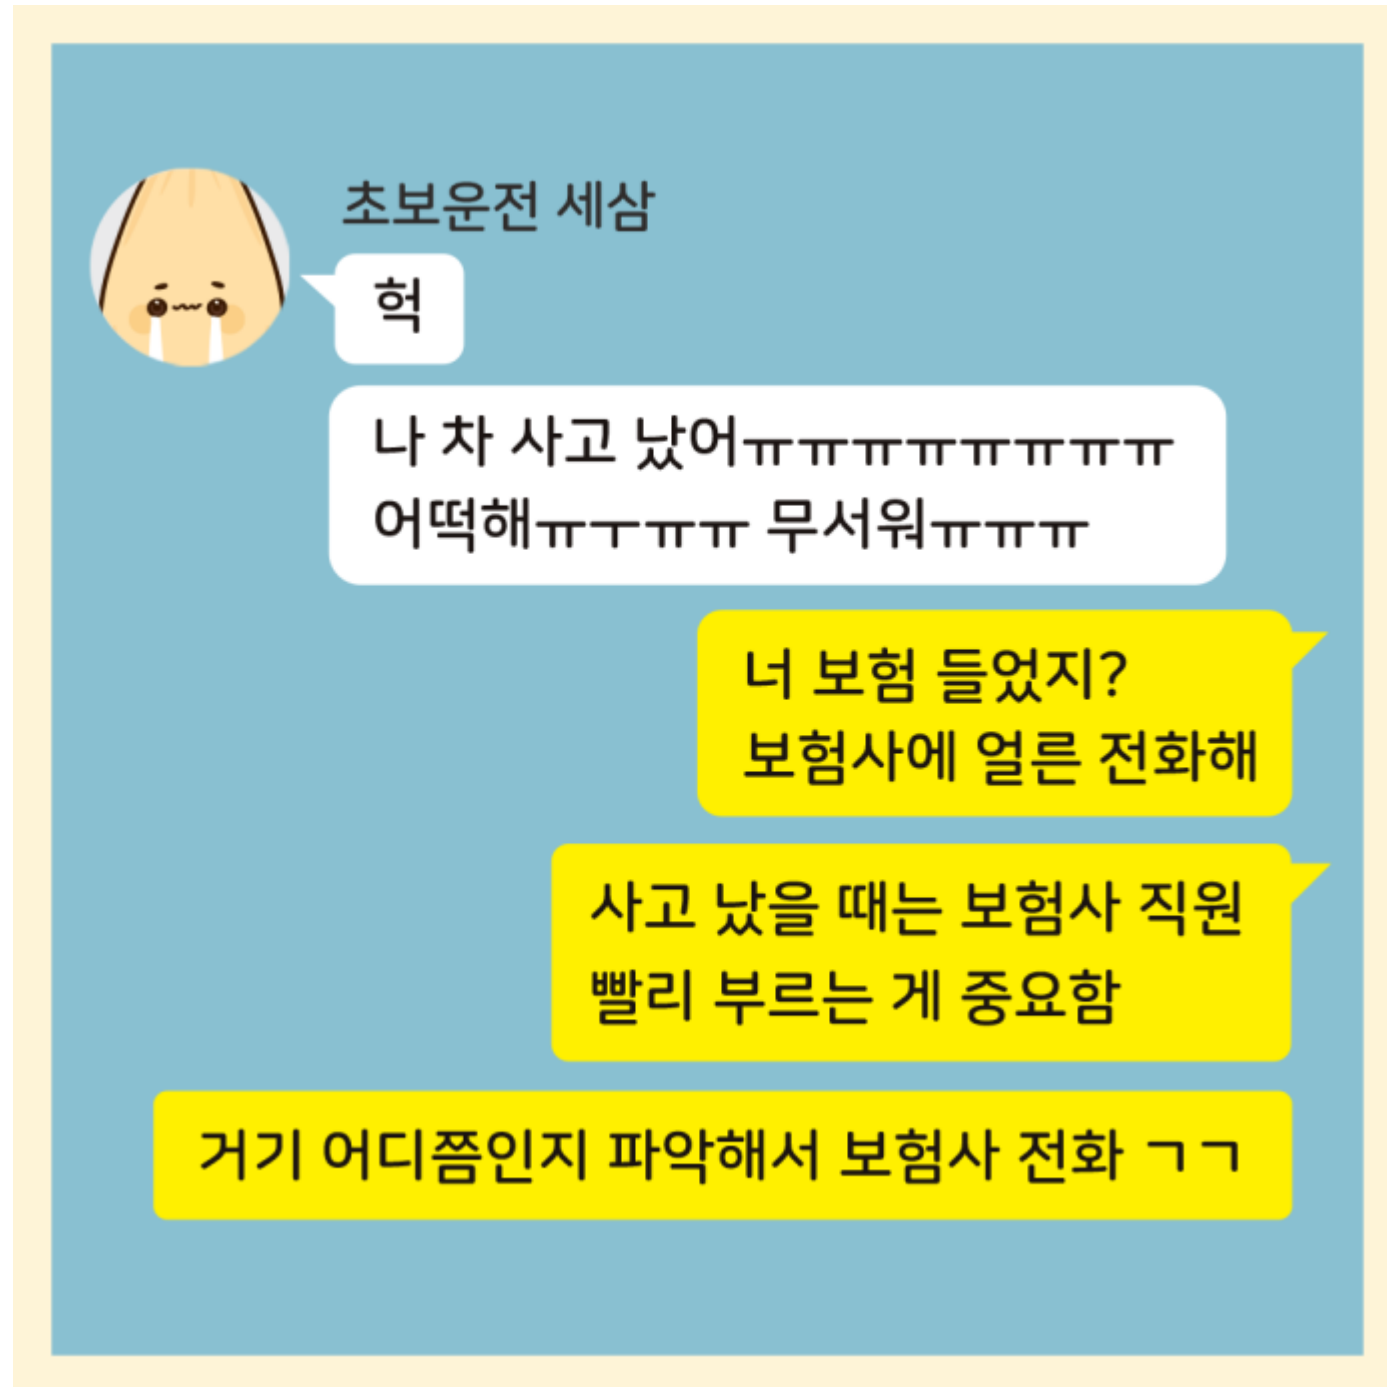 초보운전 세삼
헉
나 차 사고 났어ㅠㅠㅠㅠㅠㅠㅠㅠ
어떡해ㅠㅜㅠㅠ 무서워ㅠㅠㅠ
너 보험 들었지?
보험사에 얼른 전화해
사고 났을 때는 보험사 직원
빨리 부르는 게 중요함
거기 어디쯤인지 파악해서 보험사 전화 ㄱㄱ